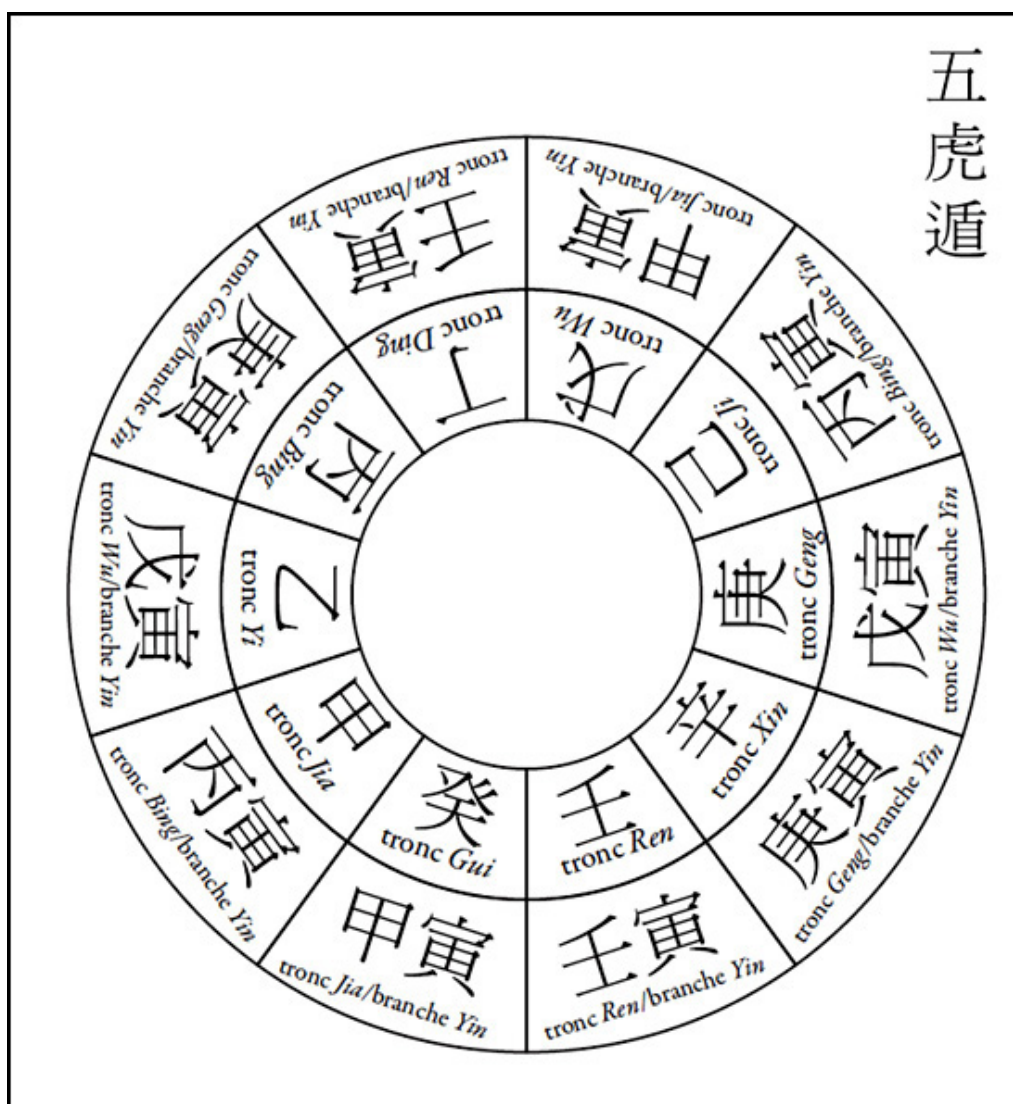 五虎遁
甲寅
tronc Jia/branche Yin
丙寅
tronc Bing/branche Yin
戊寅
tronc Wu/branche Yin
庚寅
tronc Geng/branche Yin
壬寅
tronc Ren/branche Yin
甲寅
tronc Jia/branche Yin
丙寅
tronc Bing/branche Yin
戊寅
tronc Wu/branche Yin
庚寅
tronc Geng/branche Yin
壬寅
tronc Ren/branche Yin
戊
tronc Wu
己
tronc Ji
庚
tronc Geng
辛
tronc Xin
壬
tronc Ren
癸
tronc Gui
甲
tronc Jia
乙
tronc Yi
丙
tronc Bing
丁
tronc Ding